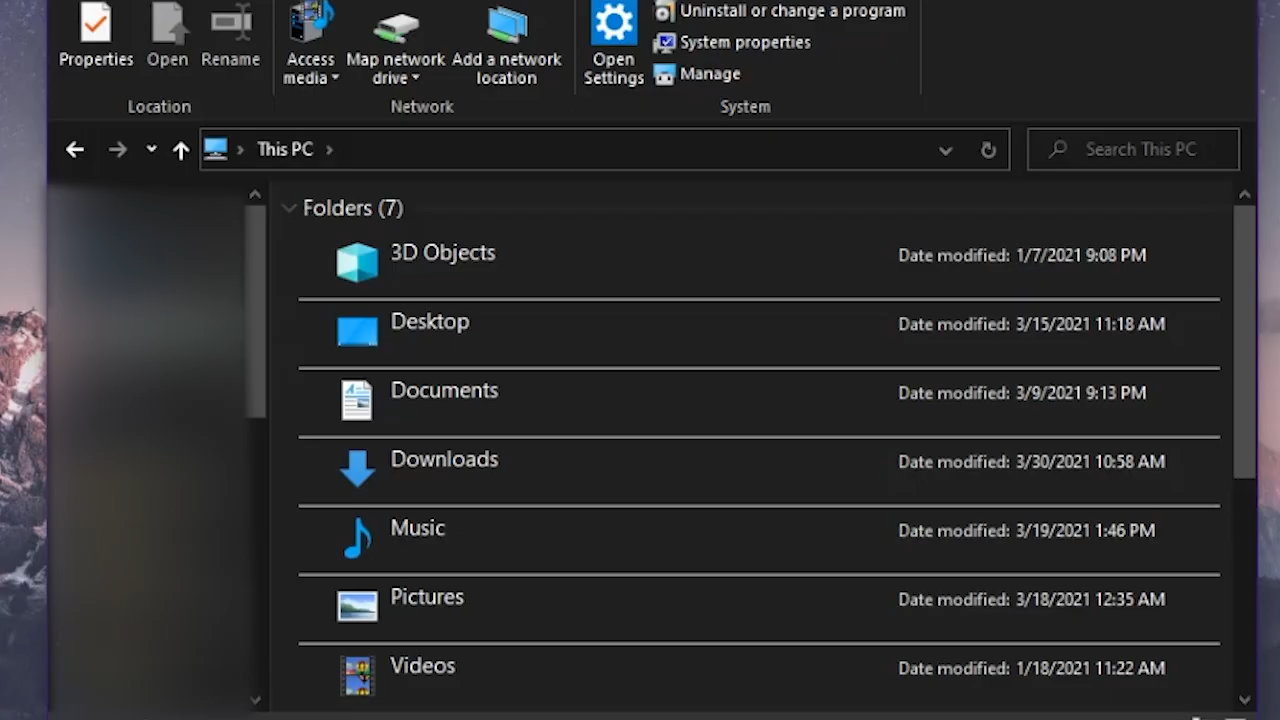 Uninstall or change a program
System properties
Manage
Properties Open Rename Access media Map network drive Add a network location Open Settings
Location Network System
This PC
Search This PC
Folders (7)
3D Objects Date modified: 1/7/2021 9:08 PM
Desktop Date modified: 3/15/2021 11:18 AM
Documents Date modified: 3/9/2021 9:13 PM
Downloads Date modified: 3/30/2021 10:58 AM
Music Date modified: 3/19/2021 1:46 PM
Pictures Date modified: 3/18/2021 12:35 AM
Videos Date modified: 1/18/2021 11:22 AM